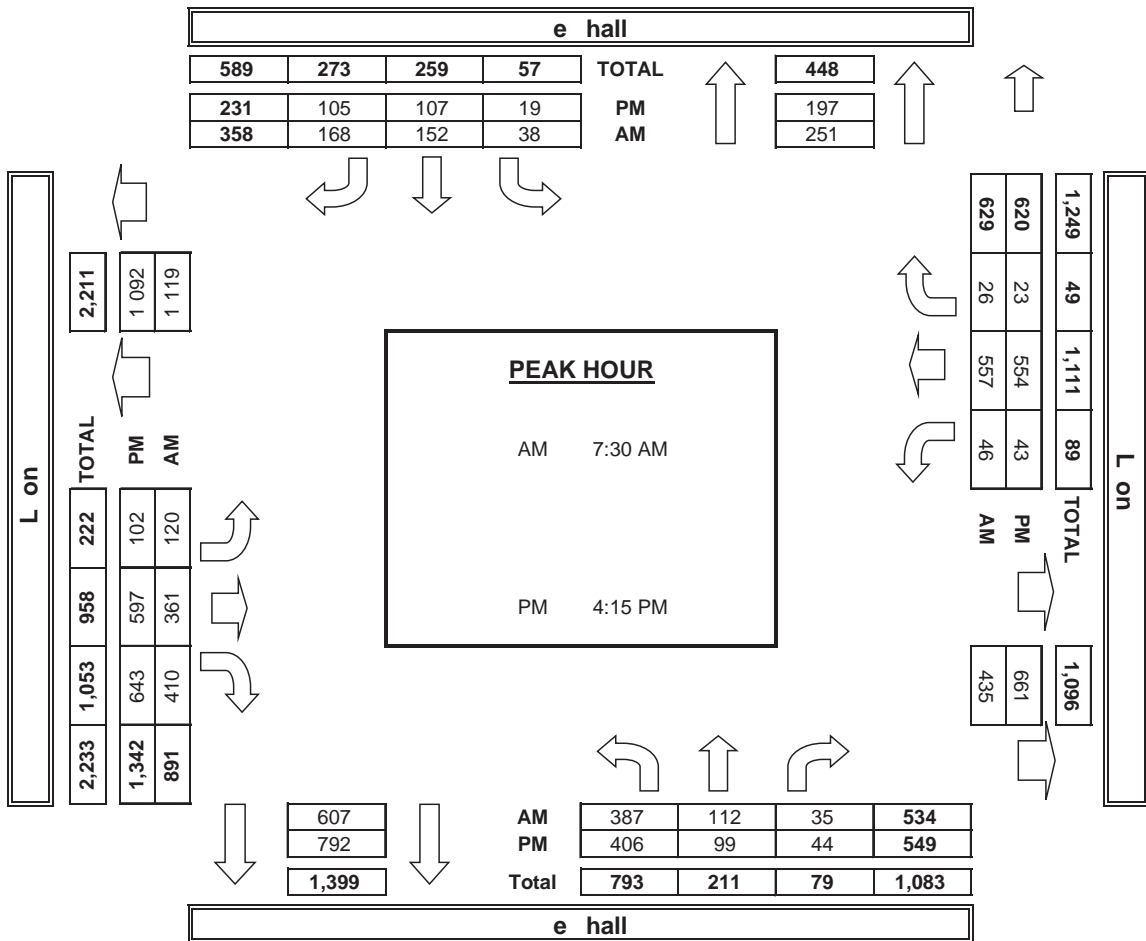 e hall
589 273 259 57 TOTAL 448
231 105 107 19 PM 197
358 168 152 38 AM 251
L on
2,211
1 092
1 119
TOTAL 222 958 1,053 2,233
PM 102 597 643 1,342
AM 120 361 410 891
PEAK HOUR
AM 7:30 AM
PM 4:15 PM
1,249 49 1,111 89 TOTAL
620 23 554 43 PM
629 26 557 46 AM
1,096
661
435
L on
607 AM 387 112 35 534
792 PM 406 99 44 549
1,399 Total 793 211 79 1,083
e hall